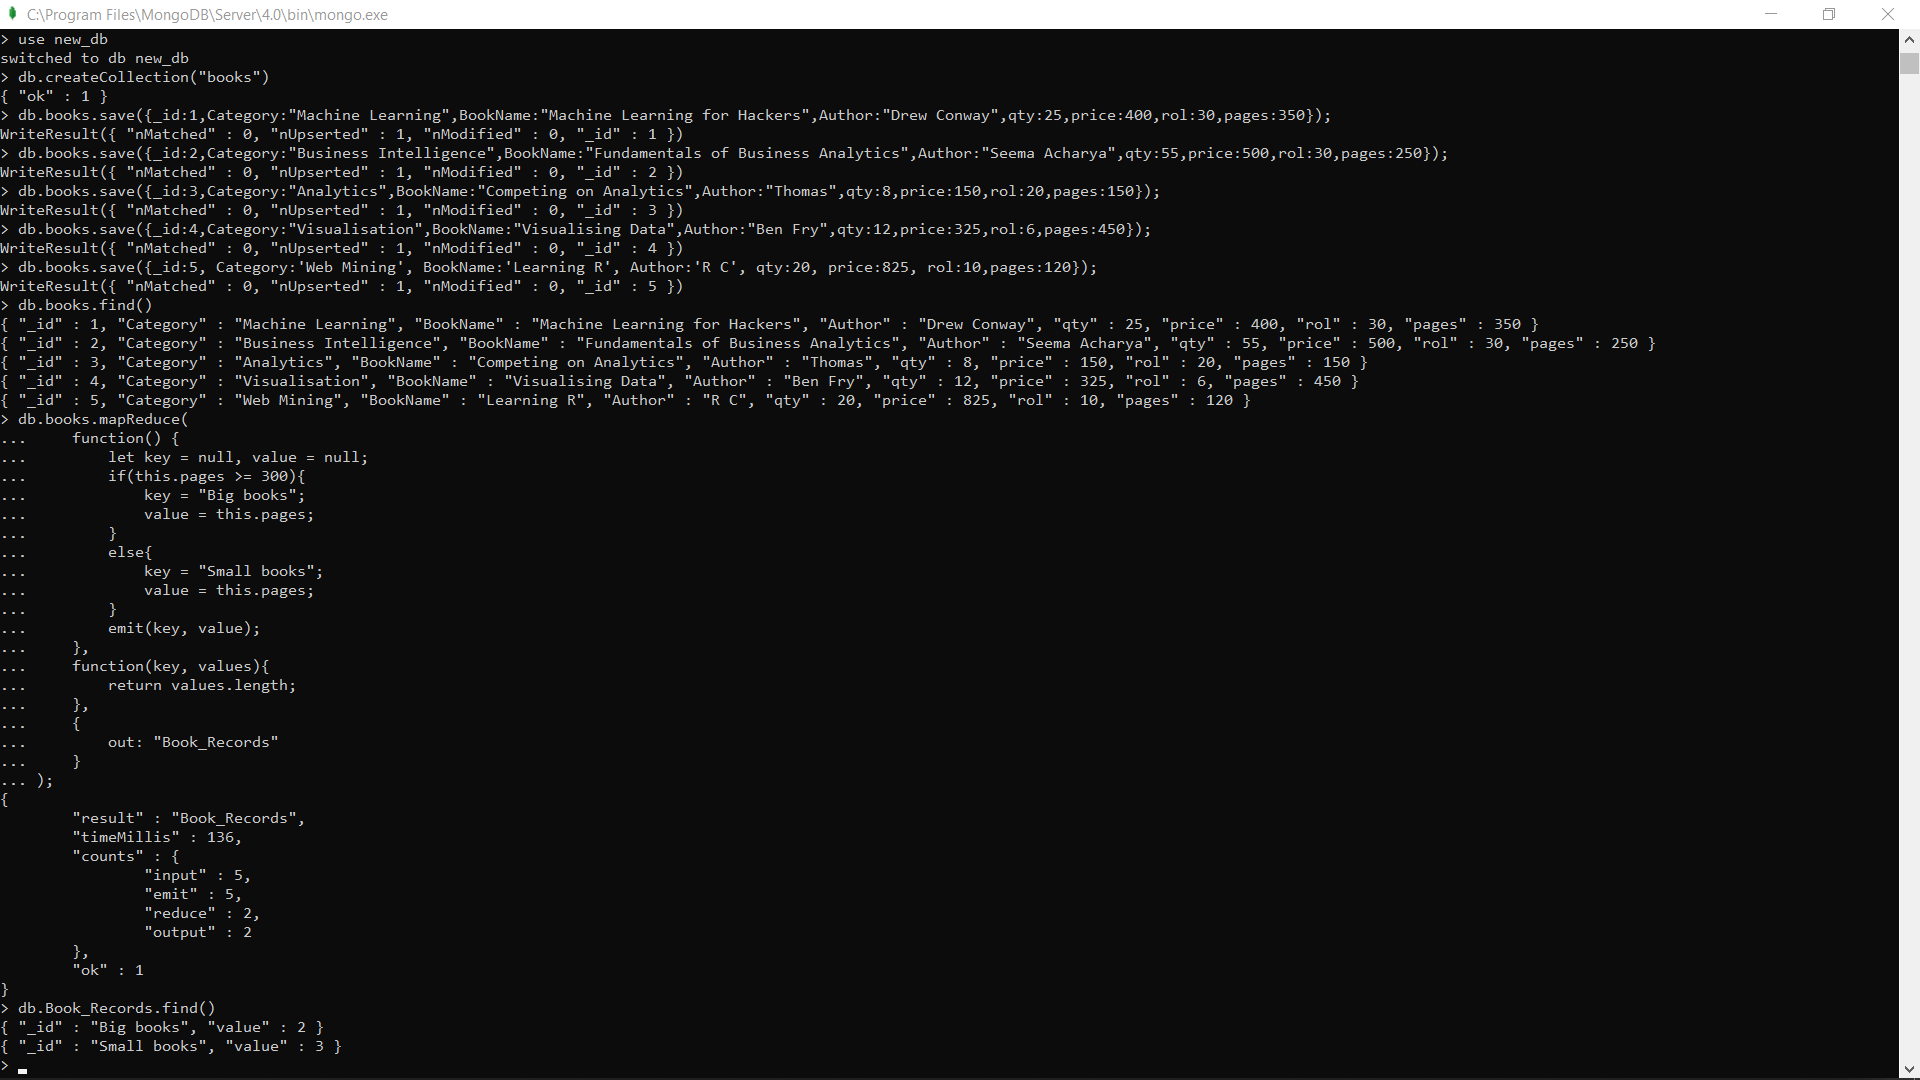 C:\Program Files\MongoDB\Server\4.0\bin\mongo.exe
> use new_db
switched to db new_db
> db.createCollection("books")
{ "ok" : 1 }
> db.books.save({_id:1,Category:"Machine Learning",BookName:"Machine Learning for Hackers",Author:"Drew Conway",qty:25,price:400,rol:30,pages:350});
WriteResult({ "nMatched" : 0, "nUpserted" : 1, "nModified" : 0, "_id" : 1 })
> db.books.save({_id:2,Category:"Business Intelligence",BookName:"Fundamentals of Business Analytics",Author:"Seema Acharya",qty:55,price:500,rol:30,pages:250});
WriteResult({ "nMatched" : 0, "nUpserted" : 1, "nModified" : 0, "_id" : 2 })
> db.books.save({_id:3,Category:"Analytics",BookName:"Competing on Analytics",Author:"Thomas",qty:8,price:150,rol:20,pages:150});
WriteResult({ "nMatched" : 0, "nUpserted" : 1, "nModified" : 0, "_id" : 3 })
> db.books.save({_id:4,Category:"Visualisation",BookName:"Visualising Data",Author:"Ben Fry",qty:12,price:325,rol:6,pages:450});
WriteResult({ "nMatched" : 0, "nUpserted" : 1, "nModified" : 0, "_id" : 4 })
> db.books.save({_id:5, Category:'Web Mining', BookName:'Learning R', Author:'R C', qty:20, price:825, rol:10,pages:120});
WriteResult({ "nMatched" : 0, "nUpserted" : 1, "nModified" : 0, "_id" : 5 })
> db.books.find()
{ "_id" : 1, "Category" : "Machine Learning", "BookName" : "Machine Learning for Hackers", "Author" : "Drew Conway", "qty" : 25, "price" : 400, "rol" : 30, "pages" : 350 }
{ "_id" : 2, "Category" : "Business Intelligence", "BookName" : "Fundamentals of Business Analytics", "Author" : "Seema Acharya", "qty" : 55, "price" : 500, "rol" : 30, "pages" : 250 }
{ "_id" : 3, "Category" : "Analytics", "BookName" : "Competing on Analytics", "Author" : "Thomas", "qty" : 8, "price" : 150, "rol" : 20, "pages" : 150 }
{ "_id" : 4, "Category" : "Visualisation", "BookName" : "Visualising Data", "Author" : "Ben Fry", "qty" : 12, "price" : 325, "rol" : 6, "pages" : 450 }
{ "_id" : 5, "Category" : "Web Mining", "BookName" : "Learning R", "Author" : "R C", "qty" : 20, "price" : 825, "rol" : 10, "pages" : 120 }
> db.books.mapReduce(
...     function() {
...         let key = null, value = null;
...         if(this.pages >= 300){
...             key = "Big books";
...             value = this.pages;
...         }
...         else{
...             key = "Small books";
...             value = this.pages;
...         }
...         emit(key, value);
...     },
...     function(key, values){
...         return values.length;
...     },
...     {
...         out: "Book_Records"
...     }
... );
{
        "result" : "Book_Records",
        "timeMillis" : 136,
        "counts" : {
                "input" : 5,
                "emit" : 5,
                "reduce" : 2,
                "output" : 2
        },
        "ok" : 1
}
> db.Book_Records.find()
{ "_id" : "Big books", "value" : 2 }
{ "_id" : "Small books", "value" : 3 }
>